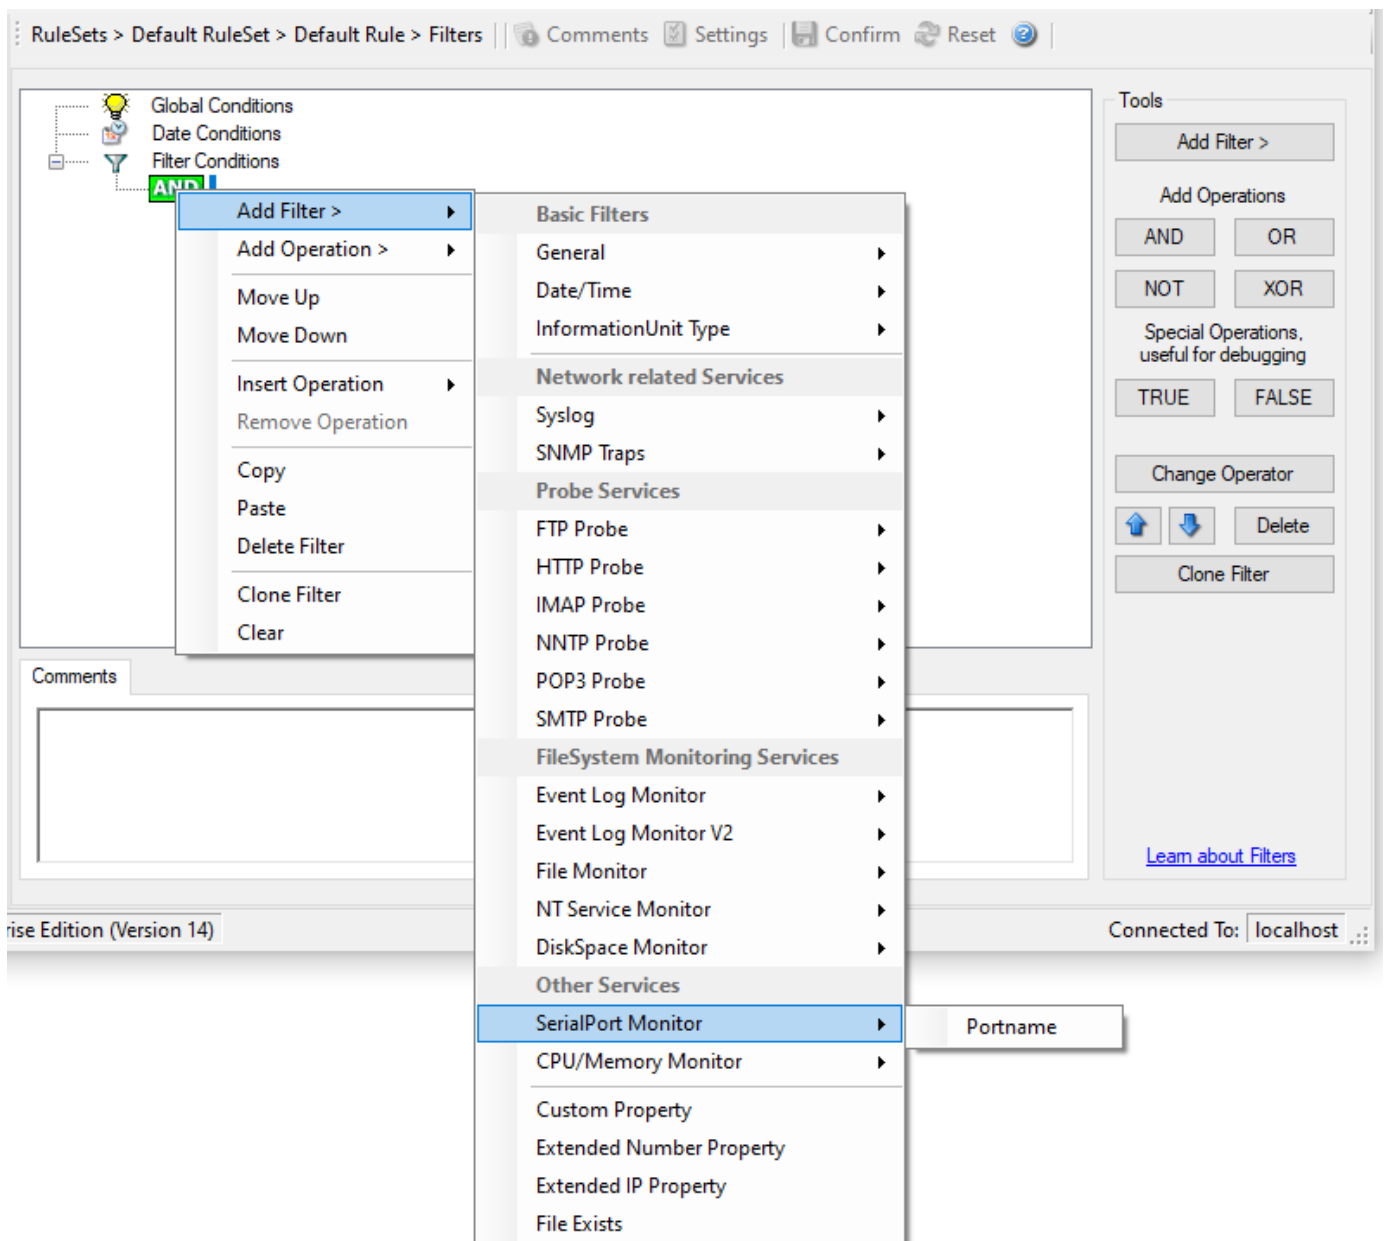 RuleSets > Default RuleSet > Default Rule > Filters Comments Settings Confirm Reset
Global Conditions
Date Conditions
Filter Conditions
AND
Add Filter >
Add Operation >
Move Up
Move Down
Insert Operation
Remove Operation
Copy
Paste
Delete Filter
Clone Filter
Clear
Basic Filters
General
Date/Time
InformationUnit Type
Network related Services
Syslog
SNMP Traps
Probe Services
FTP Probe
HTTP Probe
IMAP Probe
NNTP Probe
POP3 Probe
SMTP Probe
FileSystem Monitoring Services
Event Log Monitor
Event Log Monitor V2
File Monitor
NT Service Monitor
DiskSpace Monitor
Other Services
SerialPort Monitor
CPU/Memory Monitor
Custom Property
Extended Number Property
Extended IP Property
File Exists
Portname
Tools
Add Filter >
Add Operations
AND OR
NOT XOR
Special Operations,
useful for debugging
TRUE FALSE
Change Operator
Delete
Clone Filter
Learn about Filters
Comments
rise Edition (Version 14)
Connected To: localhost